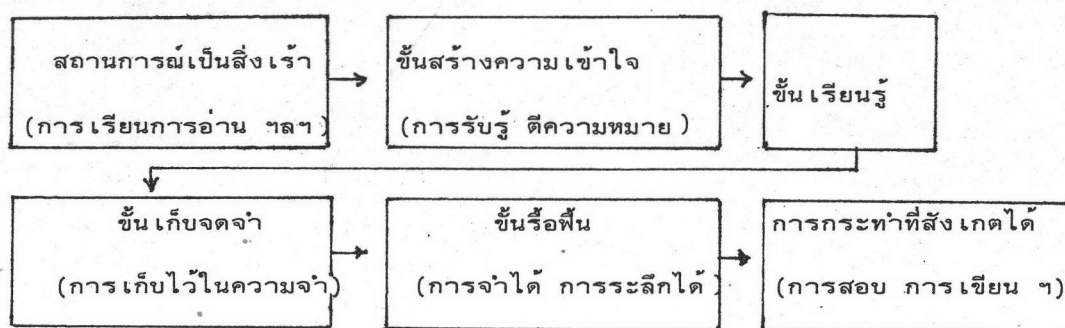 สถานการณ์เป็นสิ่งเร้า
(การเรียนการอ่าน ฯลฯ)
ขั้นสร้างความเข้าใจ
(การรับรู้ ตีความหมาย)
ขั้นเรียนรู้
ขั้นเก็บจดจำ
(การเก็บไว้ในความจำ)
ขั้นรื้อฟื้น
(การจำได้ การระลึกได้)
การกระทำที่สังเกตได้
(การสอบ การเขียน ฯ)